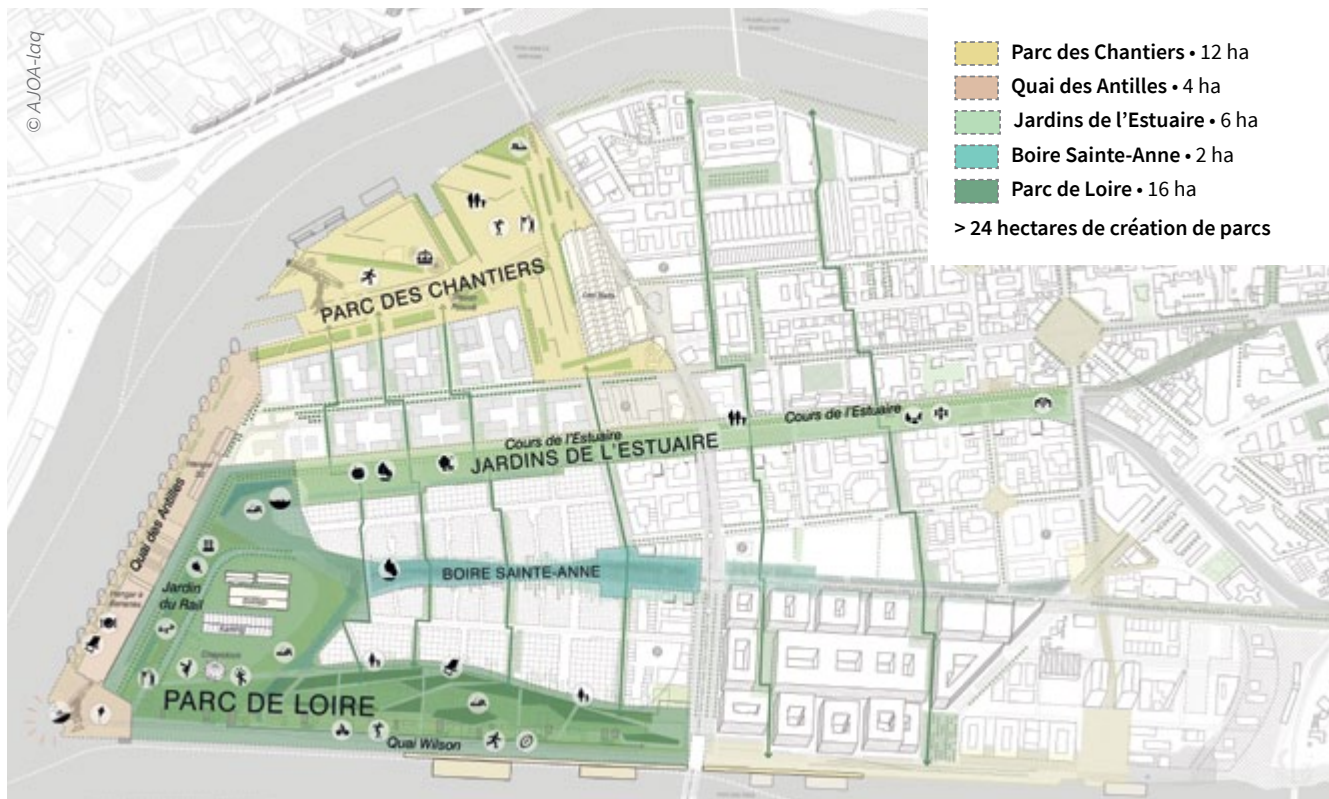 © AJOA-laq
Parc des Chantiers • 12 ha
Quai des Antilles • 4 ha
Jardins de l’Estuaire • 6 ha
Boire Sainte-Anne • 2 ha
Parc de Loire • 16 ha
> 24 hectares de création de parcs
PARC DES CHANTIERS
Cours de l'Estuaire
Cours de l'Estuaire
JARDINS DE L'ESTUAIRE
Quai des Antilles
BOIRE SAINTE-ANNE
Jardin
du Rail
PARC DE LOIRE
Quai Wilson